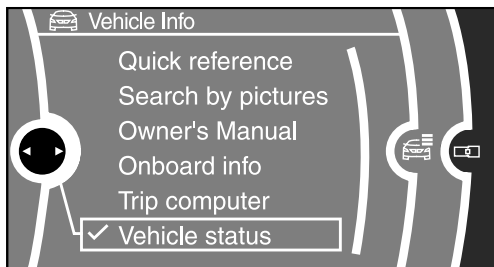 Vehicle Info
Quick reference
Search by pictures
Owner's Manual
Onboard info
Trip computer
Vehicle status